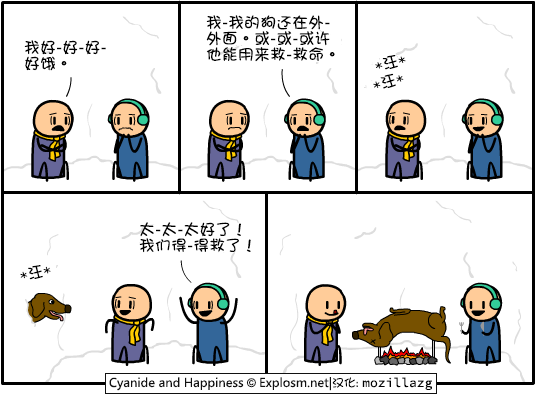 我好-好-好-
好饿。
我-我的狗还在外-
外面。或-或-或许
他能用来救-救命。
*汪*
*汪*
*汪*
太-太-太好了！
我们得-得救了！
Cyanide and Happiness © Explosm.net|汉化: mozillazg